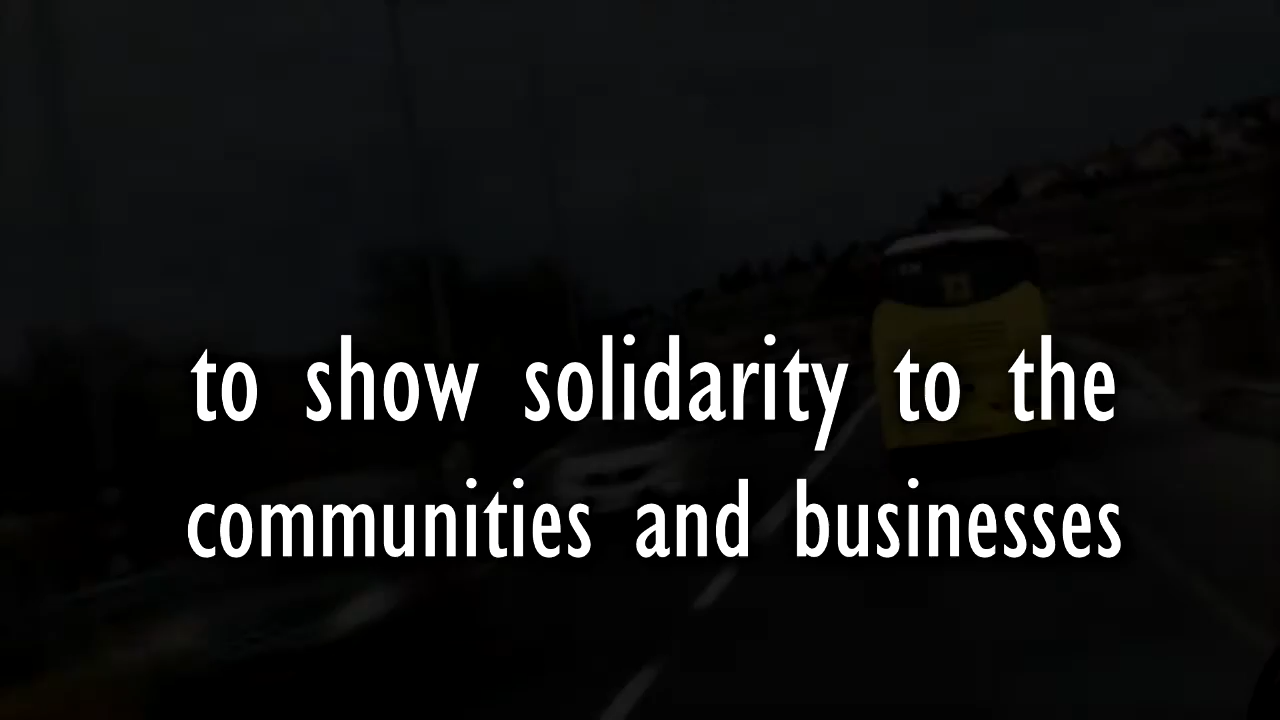 to show solidarity to the
communities and businesses